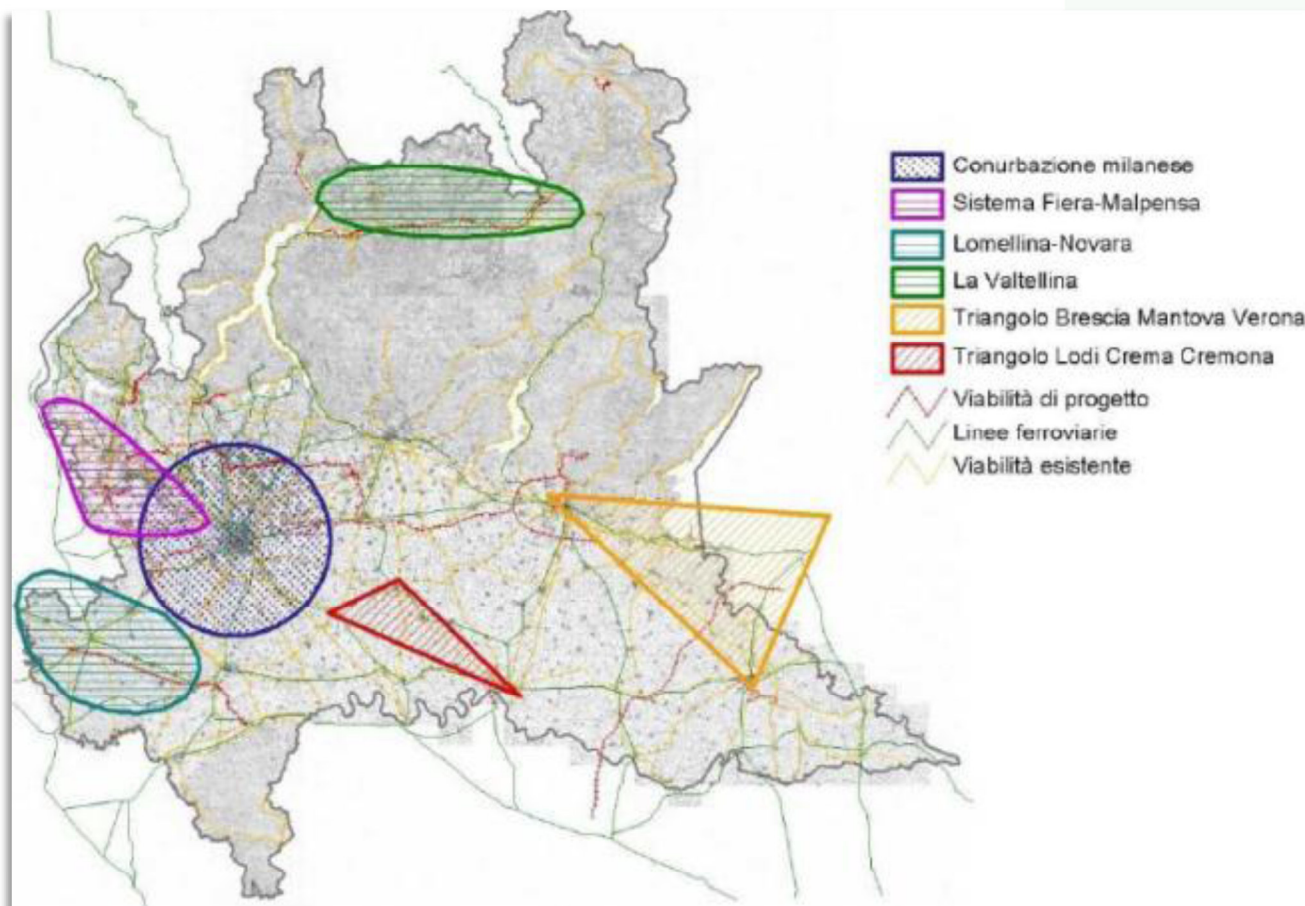 Conurbazione milanese
Sistema Fiera-Malpensa
Lomellina-Novara
La Valtellina
Triangolo Brescia Mantova Verona
Triangolo Lodi Crema Cremona
Viabilità di progetto
Linee ferroviarie
Viabilità esistente